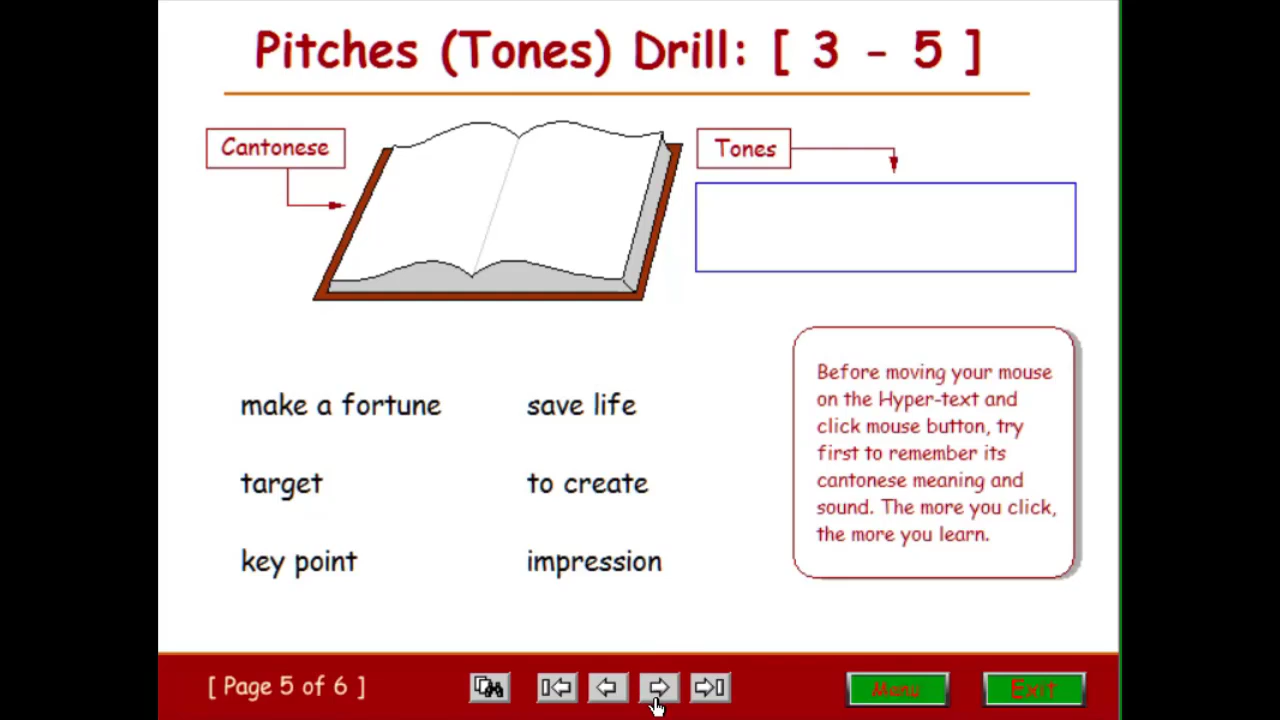 Pitches (Tones) Drill: [ 3 - 5 ]
Cantonese
Tones
make a fortune
save life
target
to create
key point
impression
Before moving your mouse
on the Hyper-text and
click mouse button, try
first to remember its
cantonese meaning and
sound. The more you click,
the more you learn.
[ Page 5 of 6 ]
Menu
Exit